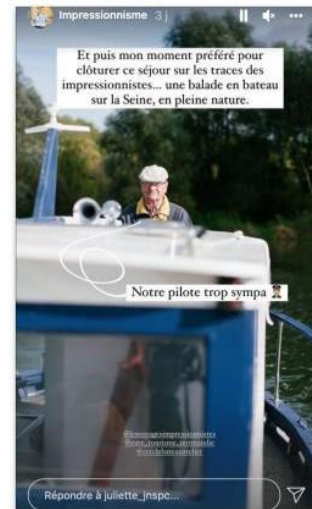 Impressionnisme 3 j
Et puis mon moment préféré pour
clôturer ce séjour sur les traces des
impressionnistes... une balade en bateau
sur la Seine, en pleine nature.
Notre pilote trop sympa
Répondre à juliette_jnspc...